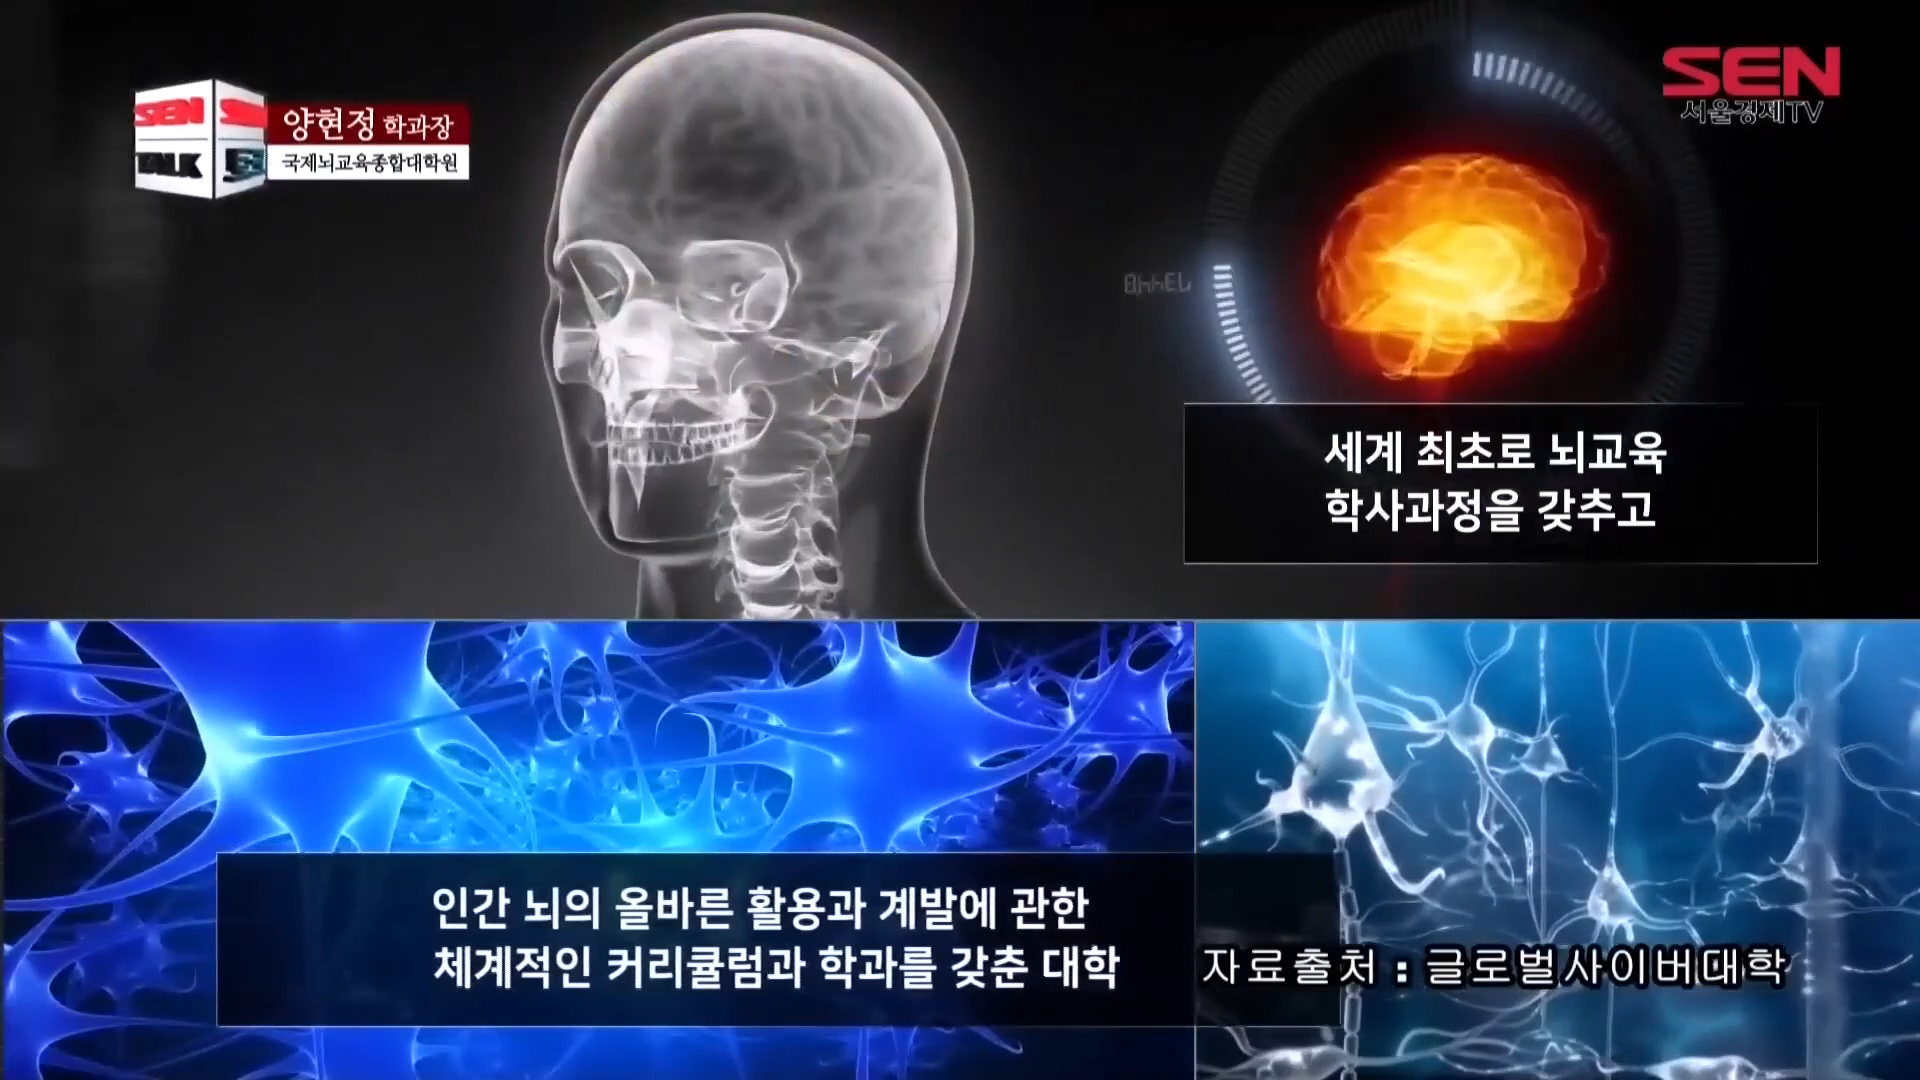 SEN
서울경제TV
SEN
TALK
양현정 학과장
국제뇌교육종합대학원
세계 최초로 뇌교육
학사과정을 갖추고
인간 뇌의 올바른 활용과 계발에 관한
체계적인 커리큘럼과 학과를 갖춘 대학
자료출처 : 글로벌사이버대학